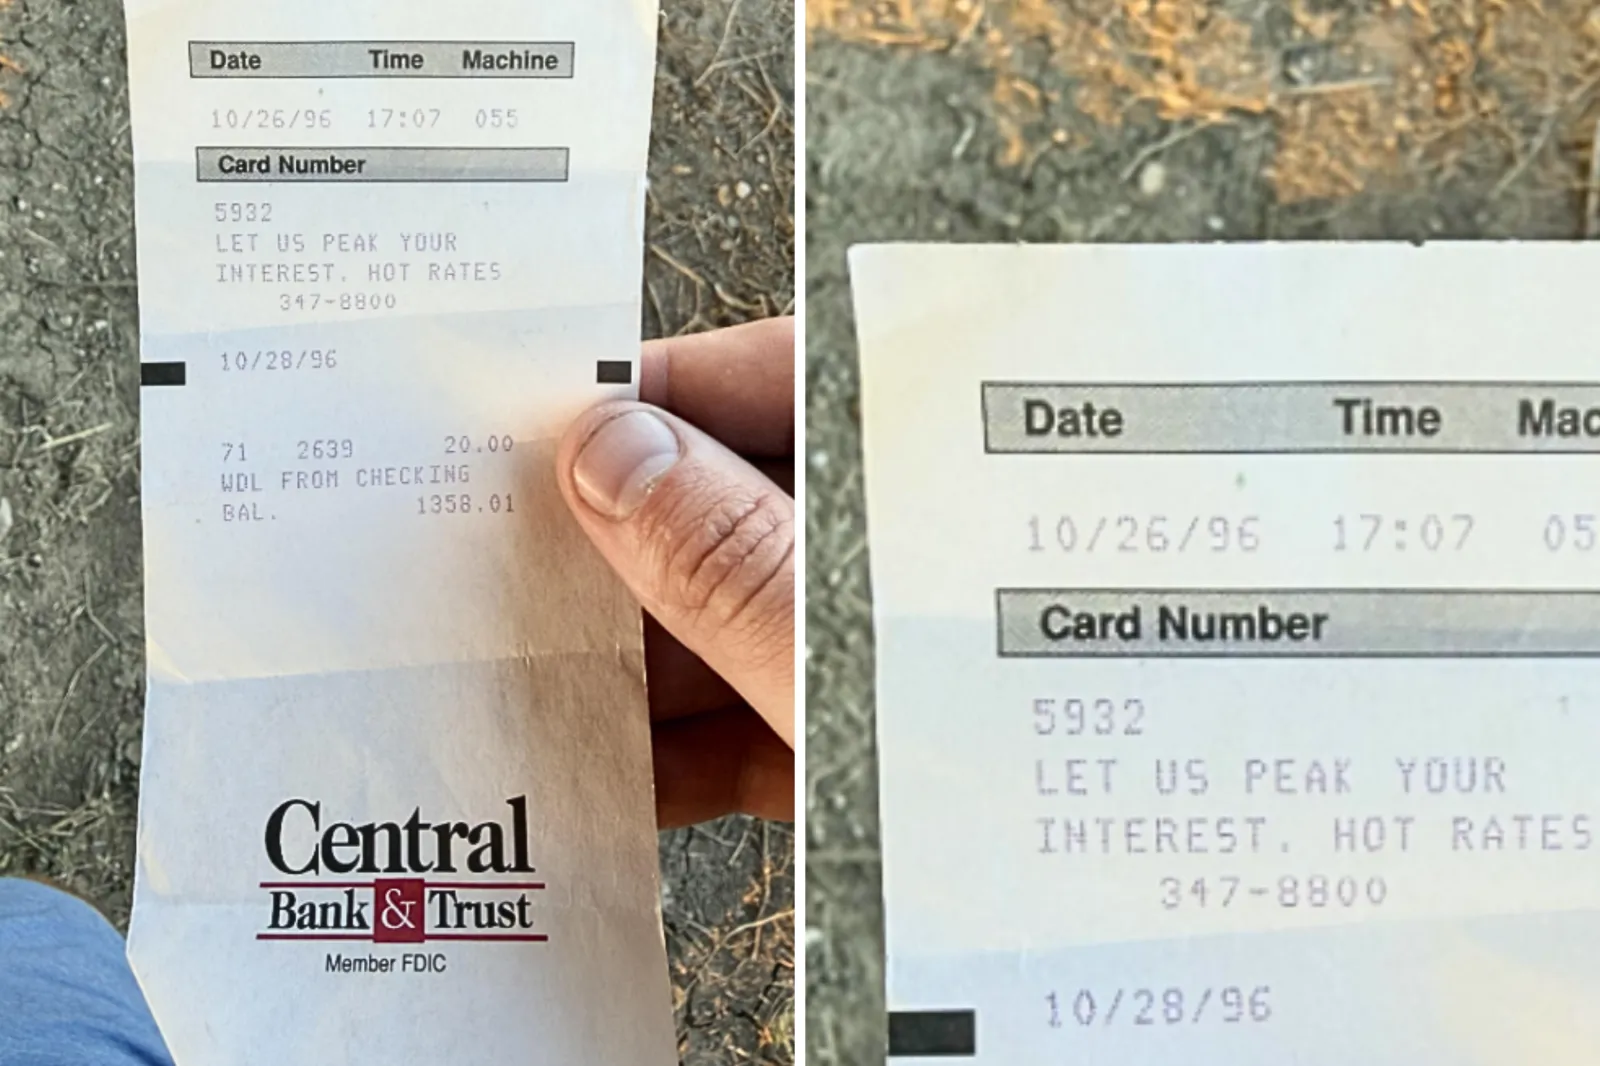 Date Time Machine
10/26/96 17:07 055
Card Number
5932
LET US PEAK YOUR
INTEREST. HOT RATES
347-8800
10/28/96
71 2639 20.00
WDL FROM CHECKING
BAL. 1358.01
Central
Bank & Trust
Member FDIC
Date Time Mac
10/26/96 17:07 05
Card Number
5932
LET US PEAK YOUR
INTEREST. HOT RATES
347-8800
10/28/96